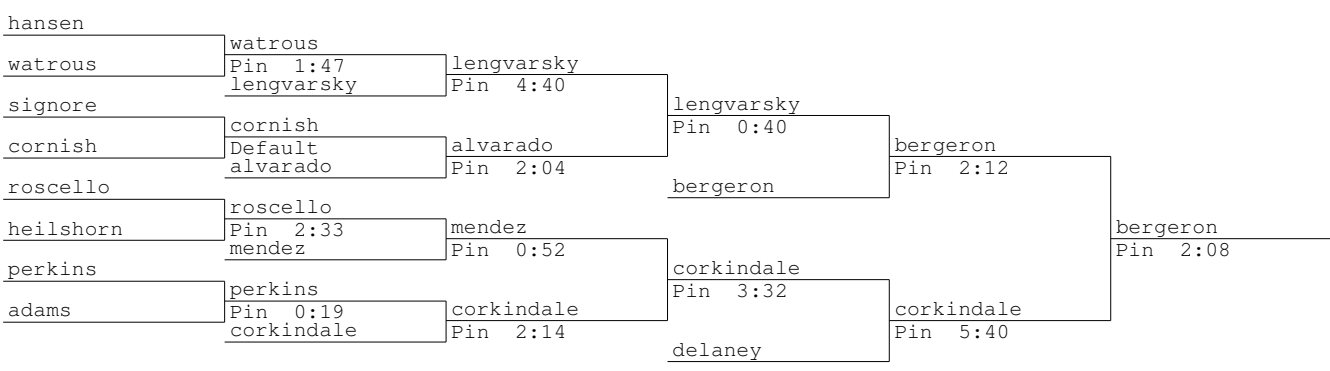 hansen
watrous
watrous
Pin 1:47
lengvarsky
lengvarsky
Pin 4:40
signore
cornish
cornish
Default
alvarado
alvarado
Pin 2:04
lengvarsky
Pin 0:40
bergeron
bergeron
Pin 2:12
roscello
heilshorn
roscello
Pin 2:33
mendez
mendez
Pin 0:52
perkins
adams
perkins
Pin 0:19
corkindale
corkindale
Pin 2:14
corkindale
Pin 3:32
delaney
corkindale
Pin 5:40
bergeron
Pin 2:08